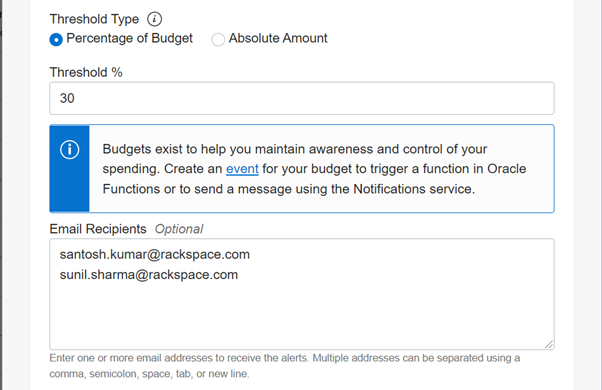 Threshold Type
Percentage of Budget Absolute Amount
Threshold %
30
Budgets exist to help you maintain awareness and control of your
spending. Create an event for your budget to trigger a function in Oracle
Functions or to send a message using the Notifications service.
Email Recipients Optional
santosh.kumar@rackspace.com
sunil.sharma@rackspace.com
Enter one or more email addresses to receive the alerts. Multiple addresses can be separated using a
comma, semicolon, space, tab, or new line.